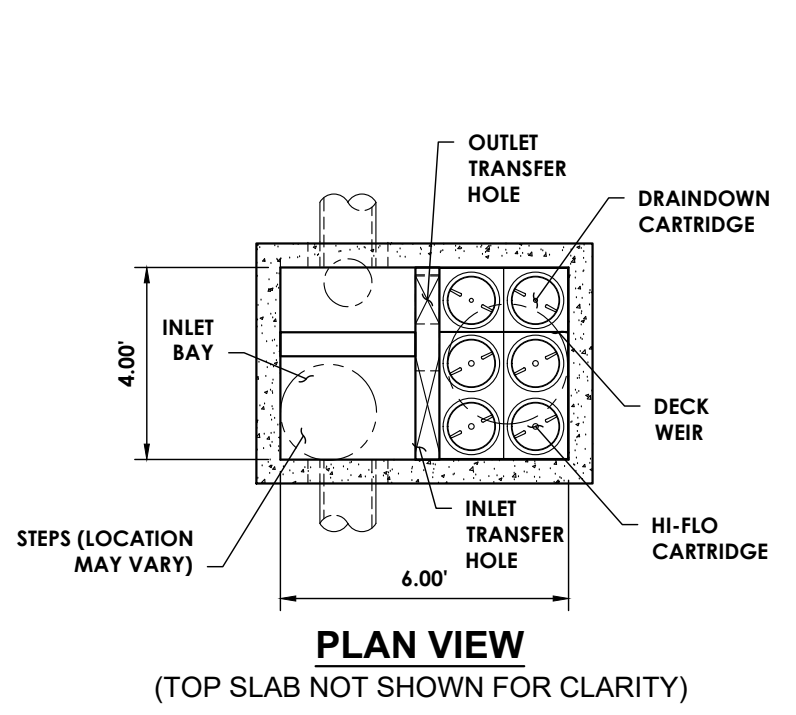 OUTLET
TRANSFER
HOLE
DRAINDOWN
CARTRIDGE
INLET
BAY
4.00'
DECK
WEIR
STEPS (LOCATION
MAY VARY)
INLET
TRANSFER
HOLE
HI-FLO
CARTRIDGE
6.00'
PLAN VIEW
(TOP SLAB NOT SHOWN FOR CLARITY)